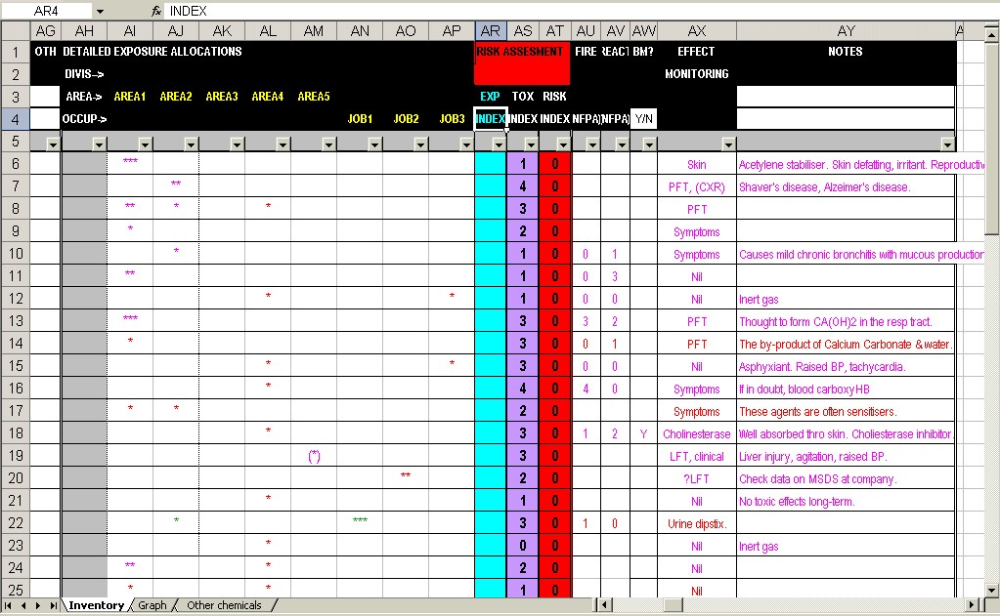 AR4 fx INDEX
AG AH AI AJ AK AL AM AN AO AP AR AS AT AU AV AW AX AY
1 OTH DETAILED EXPOSURE ALLOCATIONS RISK ASSESMENT FIRE REACT BM? EFFECT NOTES
2 DIVIS-> MONITORING
3 AREA-> AREA1 AREA2 AREA3 AREA4 AREA5 EXP TOX RISK
4 OCCUP-> JOB1 JOB2 JOB3 INDEX INDEX INDEX NFPA) NFPA) Y/N
5
6 *** 1 0 Skin Acetylene stabiliser. Skin defatting, irritant. Reproductiv
7 ** 4 0 PFT, (CXR) Shaver's disease, Alzeimer's disease.
8 ** * * 3 0 PFT
9 * 2 0 Symptoms
10 * 1 0 0 1 Symptoms Causes mild chronic bronchitis with mucous production
11 ** 1 0 0 3 Nil
12 * * 1 0 0 0 Nil Inert gas
13 *** 3 0 3 2 PFT Thought to form CA(OH)2 in the resp tract.
14 * 3 0 0 1 PFT The by-product of Calcium Carbonate & water.
15 * * 3 0 0 0 Nil Asphyxiant. Raised BP, tachycardia.
16 * 4 0 4 0 Symptoms If in doubt, blood carboxyHB
17 * * 2 0 Symptoms These agents are often sensitisers.
18 * 3 0 1 2 Y Cholinesterase Well absorbed thro skin. Choliesterase inhibitor.
19 (*) 3 0 LFT, clinical Liver injury, agitation, raised BP.
20 ** 2 0 ?LFT Check data on MSDS at company.
21 * 1 0 Nil No toxic effects long-term.
22 * *** 3 0 1 0 Urine dipstix.
23 * 0 0 Nil Inert gas
24 ** * 2 0 Nil
25 * * 1 0 Nil
Inventory Graph Other chemicals